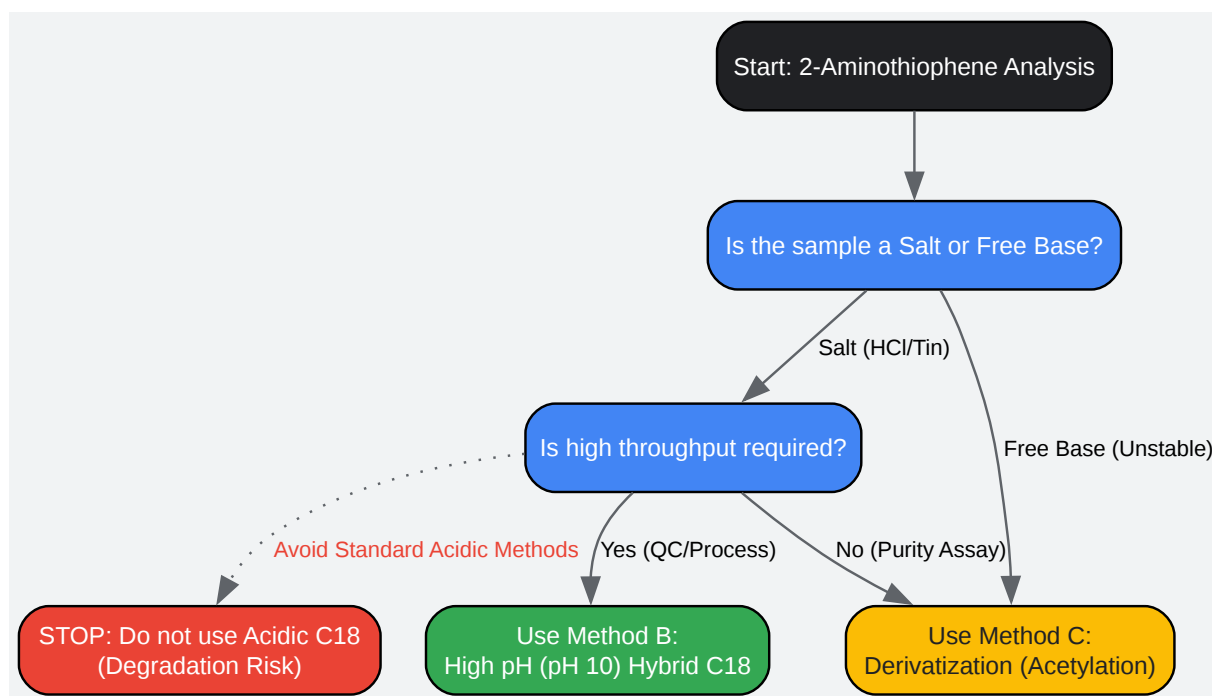 Start: 2-Aminothiophene Analysis
Is the sample a Salt or Free Base?
Salt (HCl/Tin)
Is high throughput required?
Free Base (Unstable)
Avoid Standard Acidic Methods
Yes (QC/Process)
No (Purity Assay)
STOP: Do not use Acidic C18
(Degradation Risk)
Use Method B:
High pH (pH 10) Hybrid C18
Use Method C:
Derivatization (Acetylation)